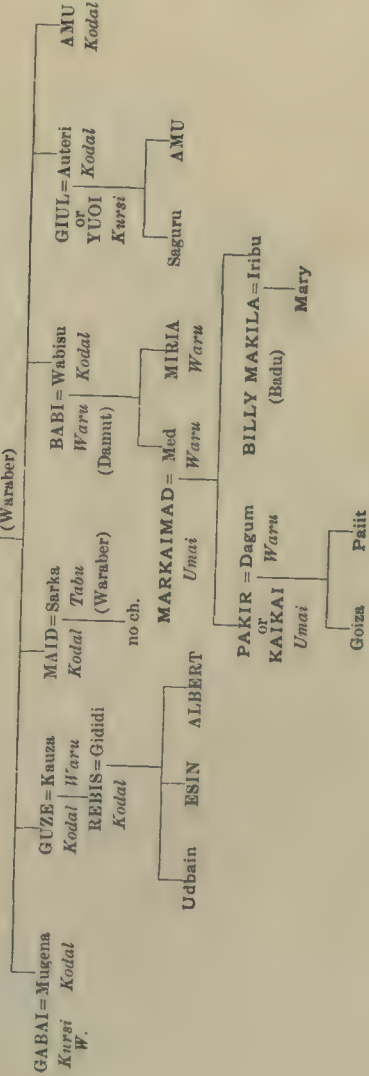 (Waraber)
GABAI=Mugena GUZE=Kauza MAID=Sarka BABI=Wabisu GIUL=Auteri AMU
Kursi Kodal Kodal Waru Kodal Tabu Waru Kodal or Kodal Kodal
W. (Waraber) (Damut) YUOI
Kursi
REBIS=Gididi no ch.
Kodal
MARKAIMAD=Med MIRIA Saguru AMU
Umai Waru Waru
Udbain ESIN ALBERT
PAKIR=Dagum BILLY MAKILA=Iribu
or Waru (Badu)
KAIKAI
Umai
Mary
Goiza Paiit